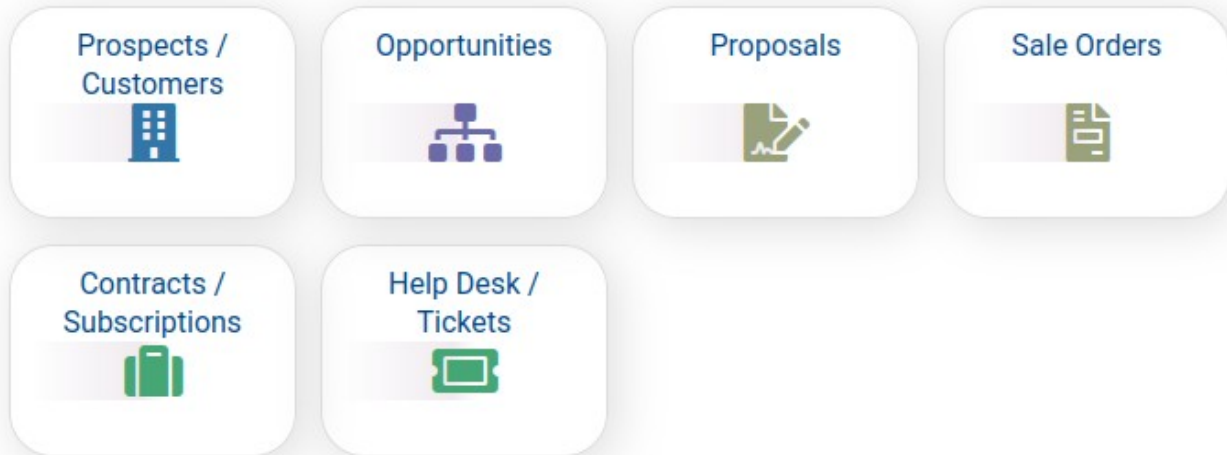 Prospects /
Customers
Opportunities
Proposals
Sale Orders
Contracts /
Subscriptions
Help Desk /
Tickets